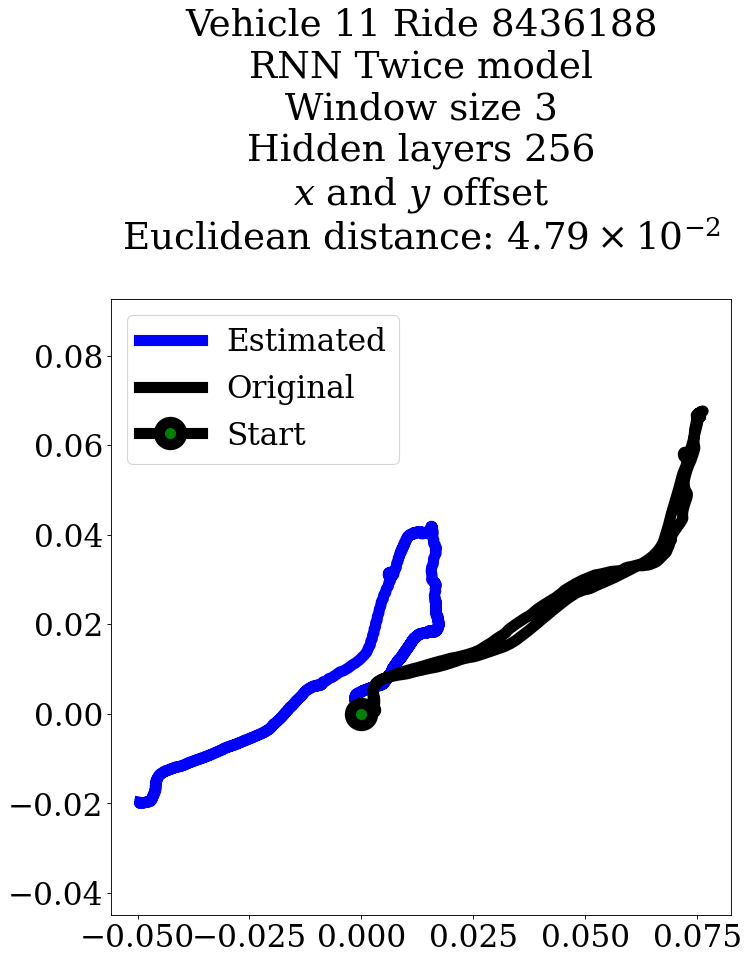 Vehicle 11 Ride 8436188
RNN Twice model
Window size 3
Hidden layers 256
x and y offset
Euclidean distance: 4.79 × 10⁻²
Estimated
Original
Start
0.08
0.06
0.04
0.02
0.00
−0.02
−0.04
−0.050 −0.025 0.000 0.025 0.050 0.075